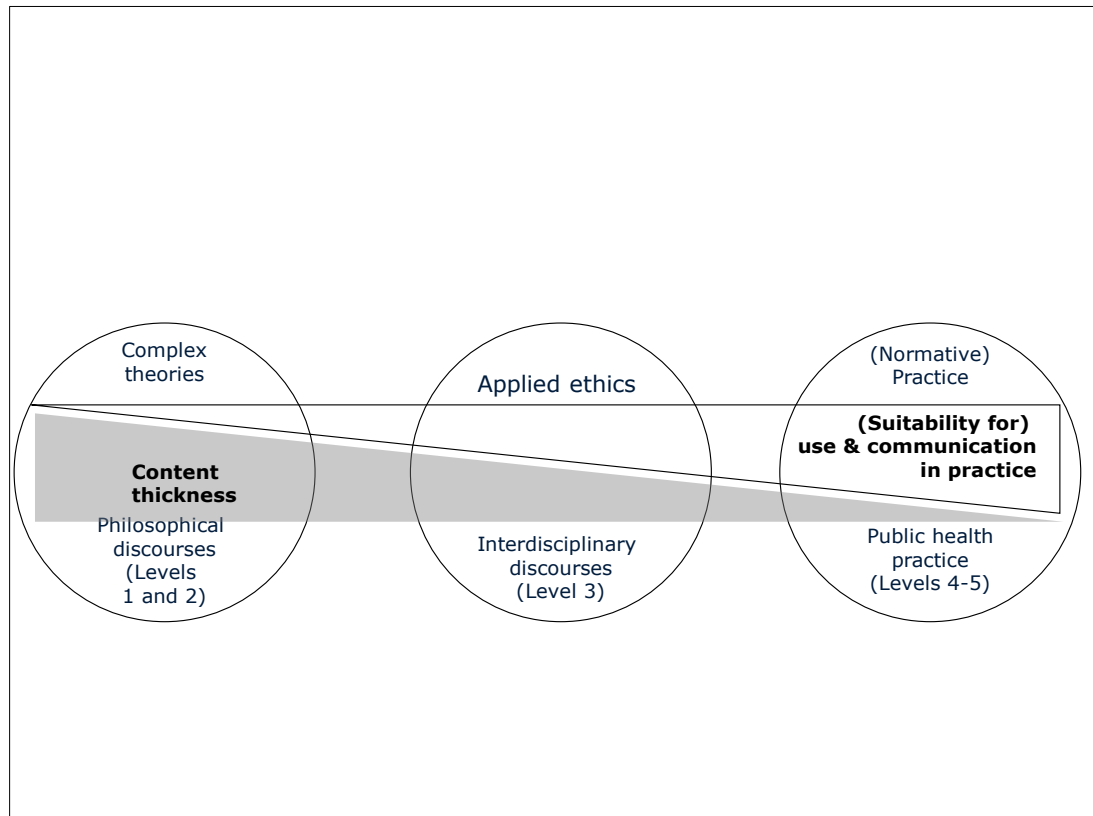 Complex
theories
Applied ethics
(Normative)
Practice
(Suitability for)
use & communication
in practice
Content
thickness
Philosophical
discourses
(Levels
1 and 2)
Interdisciplinary
discourses
(Level 3)
Public health
practice
(Levels 4-5)